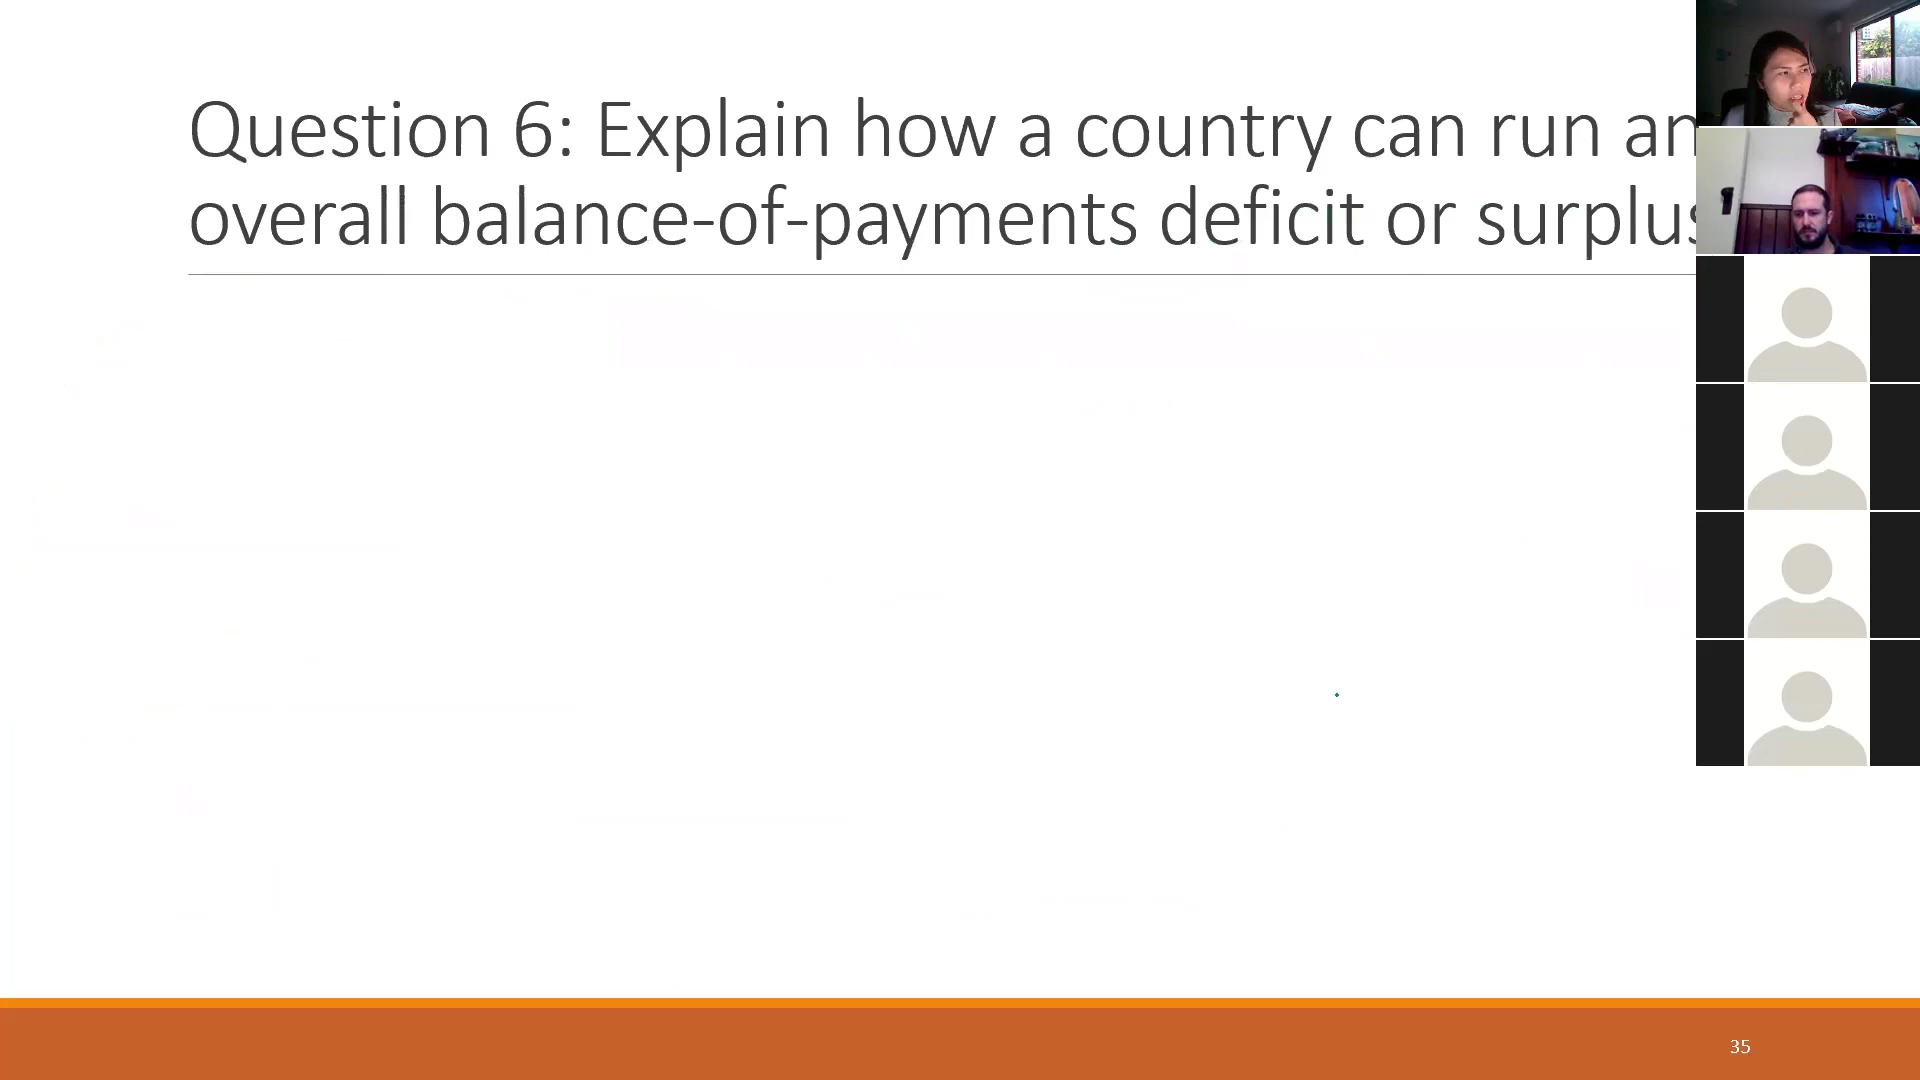 Question 6: Explain how a country can run an
overall balance-of-payments deficit or surplus
35